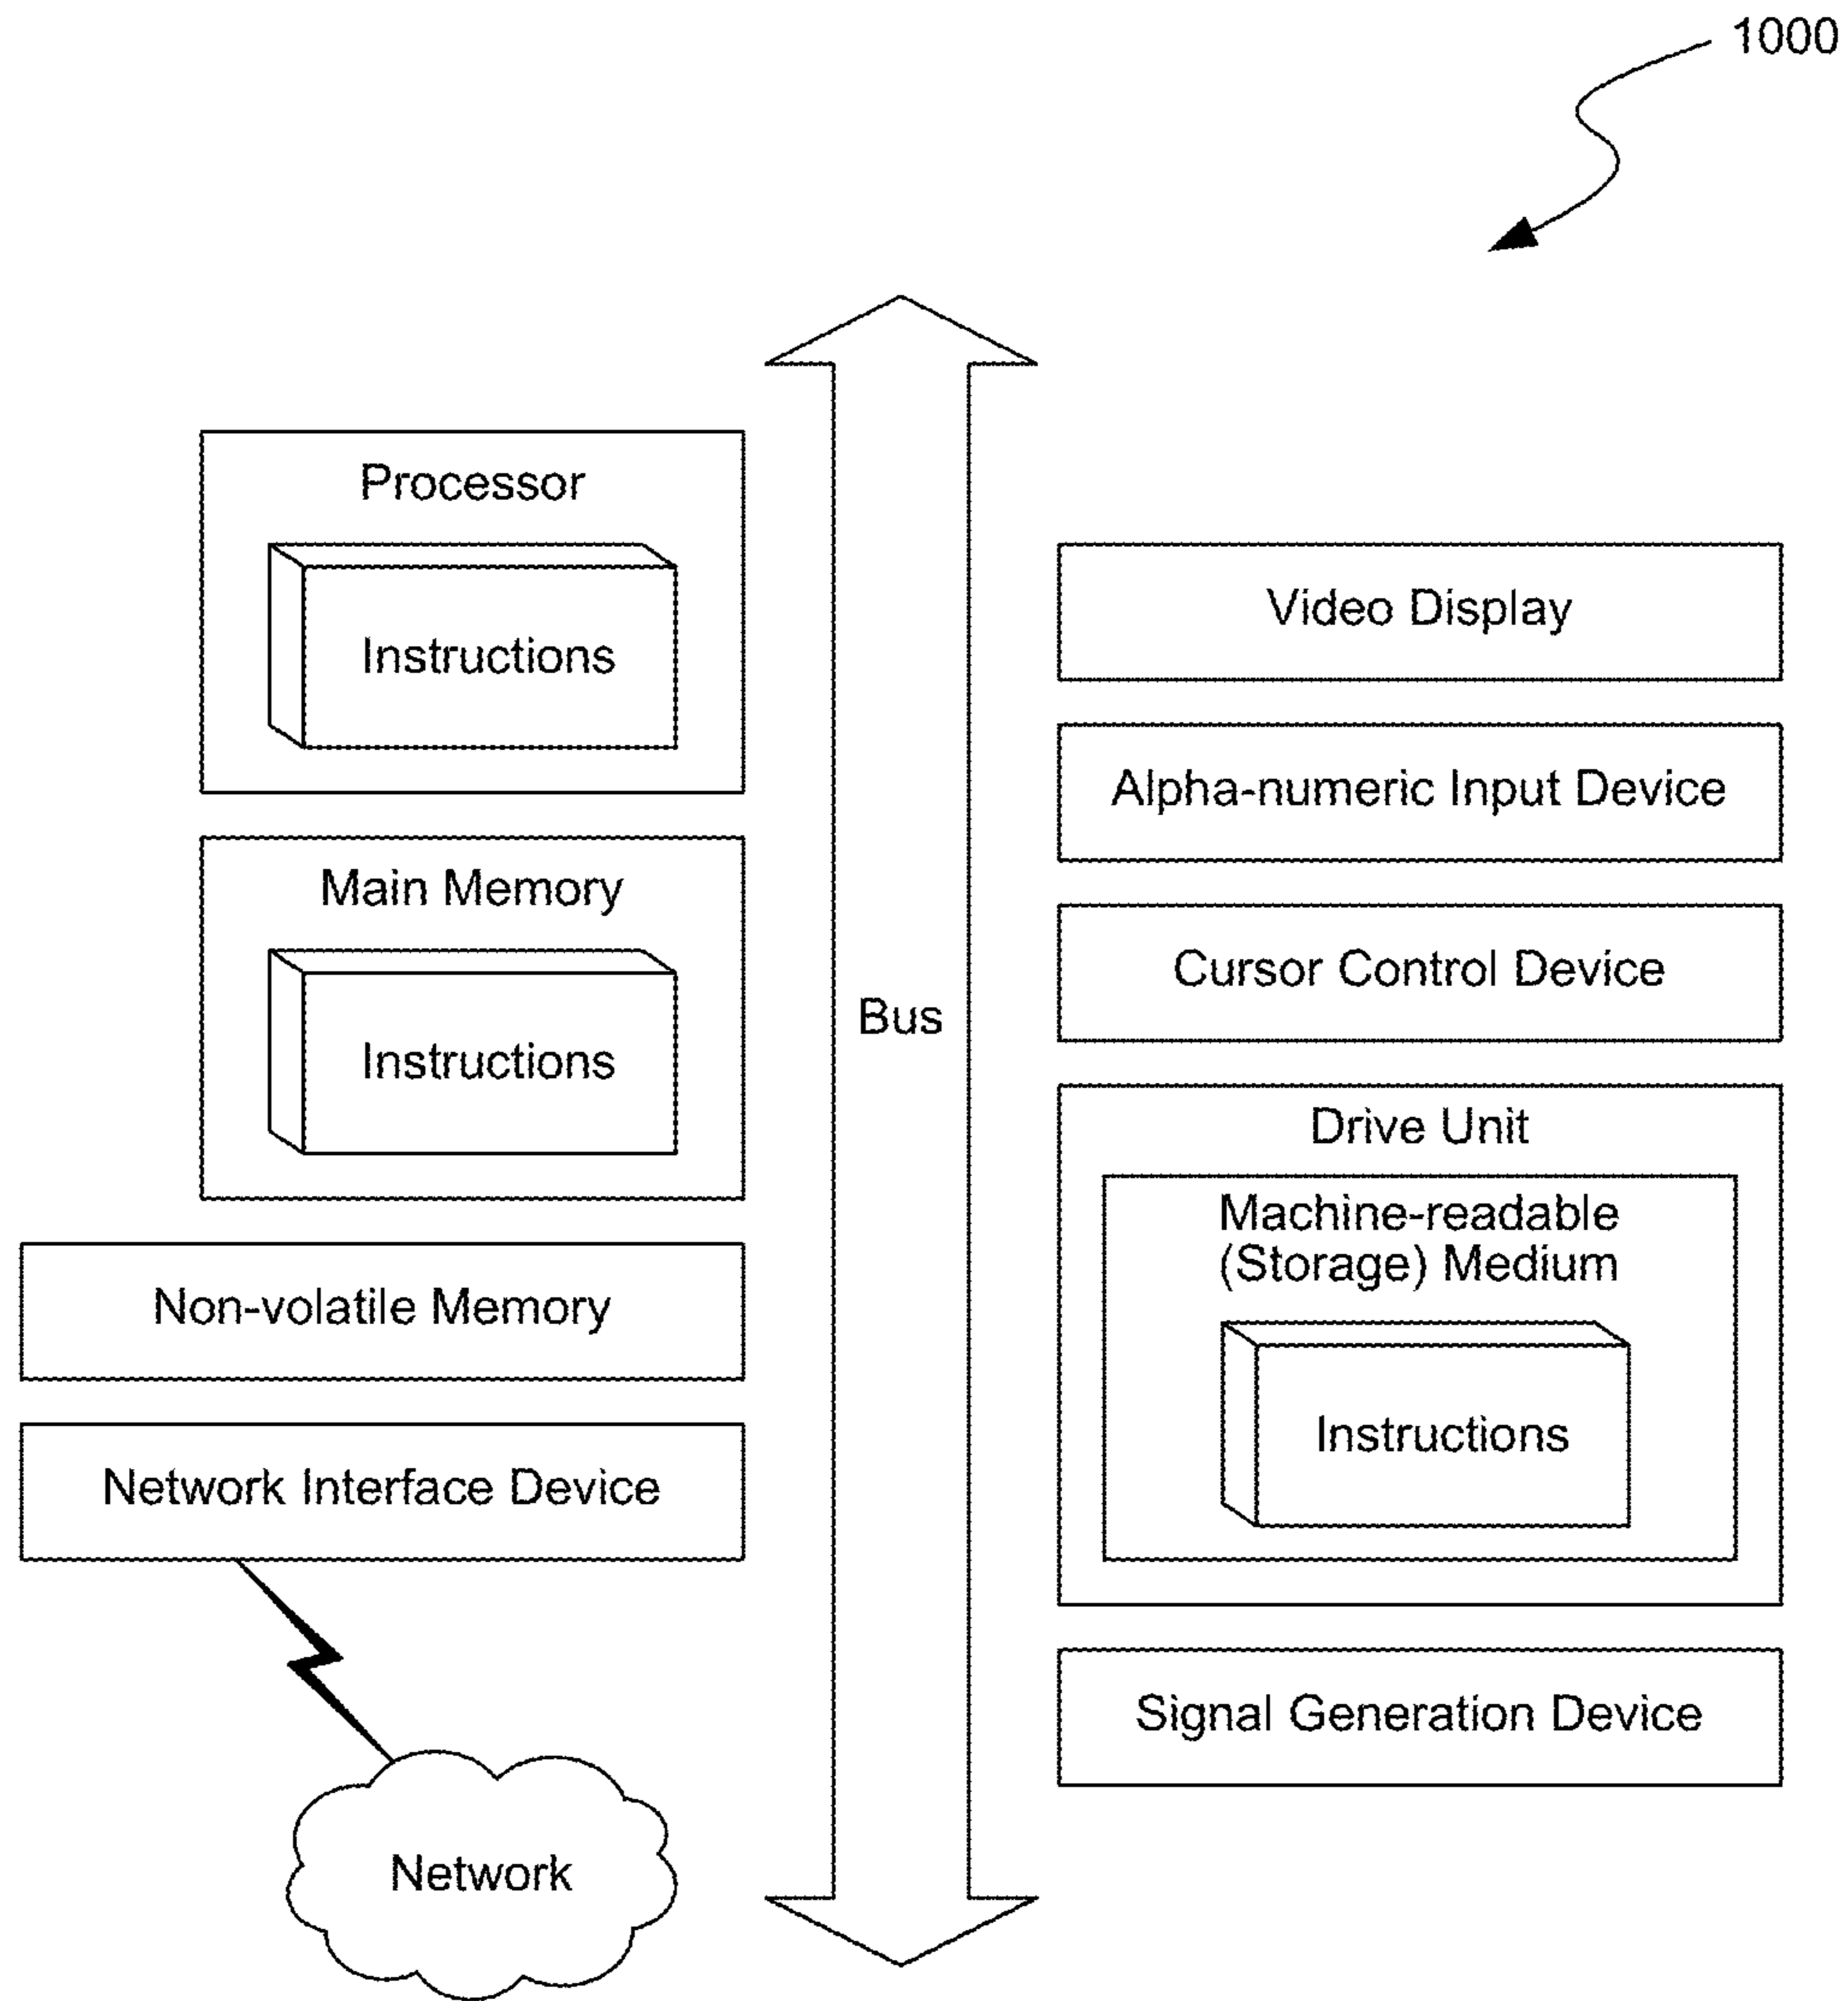 1000
Processor
Instructions
Main Memory
Instructions
Non-volatile Memory
Network Interface Device
Network
Bus
Video Display
Alpha-numeric Input Device
Cursor Control Device
Drive Unit
Machine-readable
(Storage) Medium
Instructions
Signal Generation Device